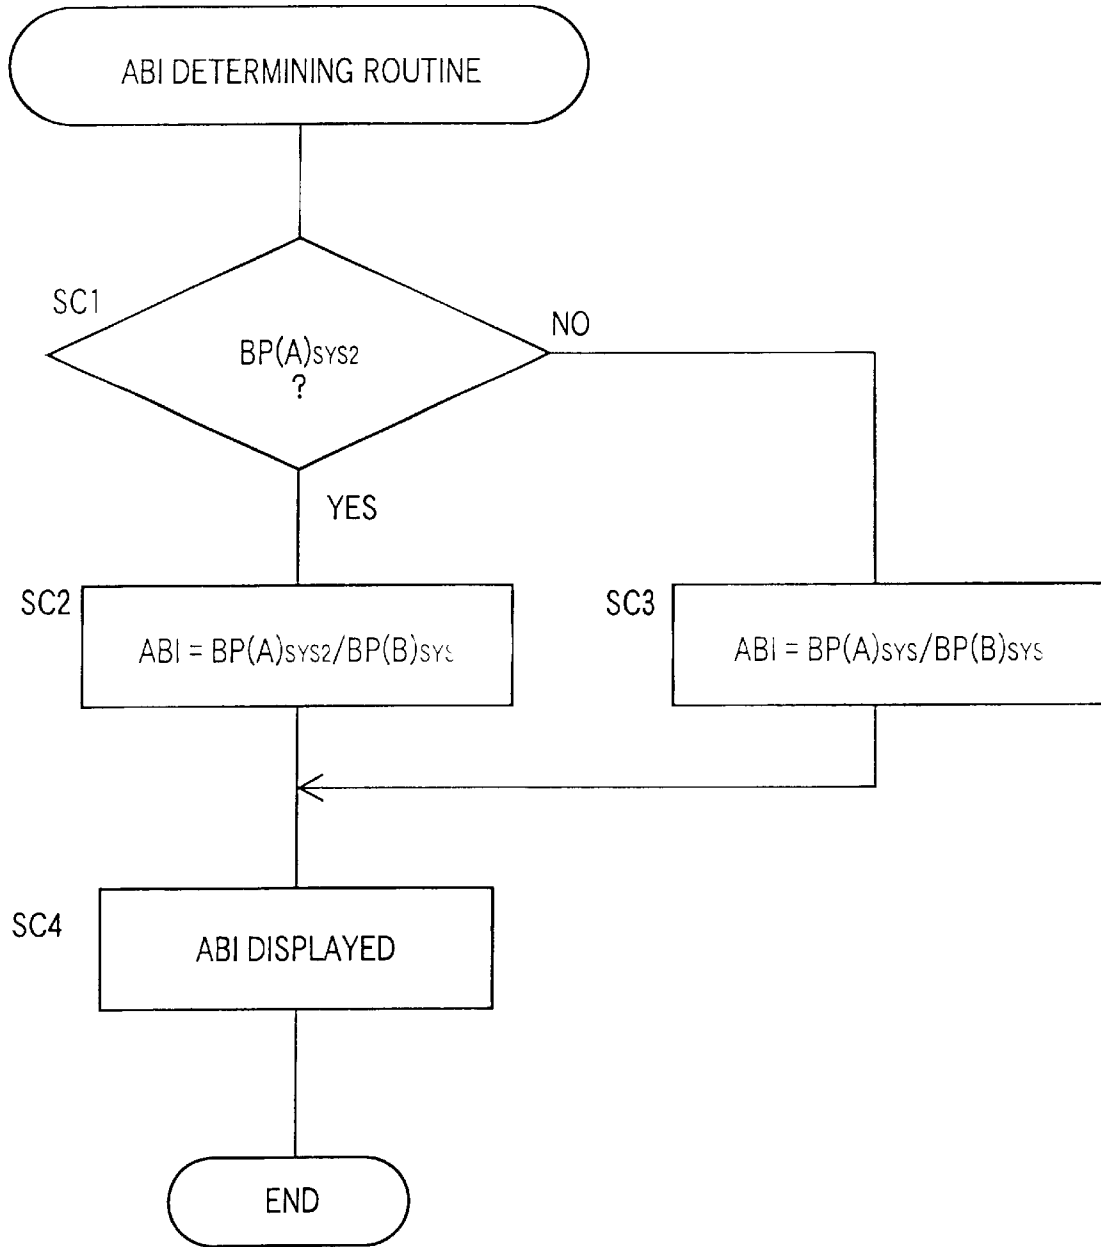 ABI DETERMINING ROUTINE
SC1
NO
BP(A)SYS2
?
YES
SC2
SC3
ABI = BP(A)SYS2/BP(B)SYS
ABI = BP(A)SYS/BP(B)SYS
SC4
ABI DISPLAYED
END